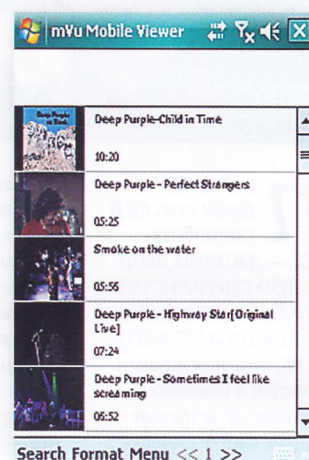 mVu Mobile Viewer
Deep Purple-Child in Time
10:20
Deep Purple - Perfect Strangers
05:25
Smoke on the water
05:56
Deep Purple - Highway Star[Original
Live]
07:24
Deep Purple - Sometimes I feel like
screaming
05:52
Search Format Menu << 1 >>